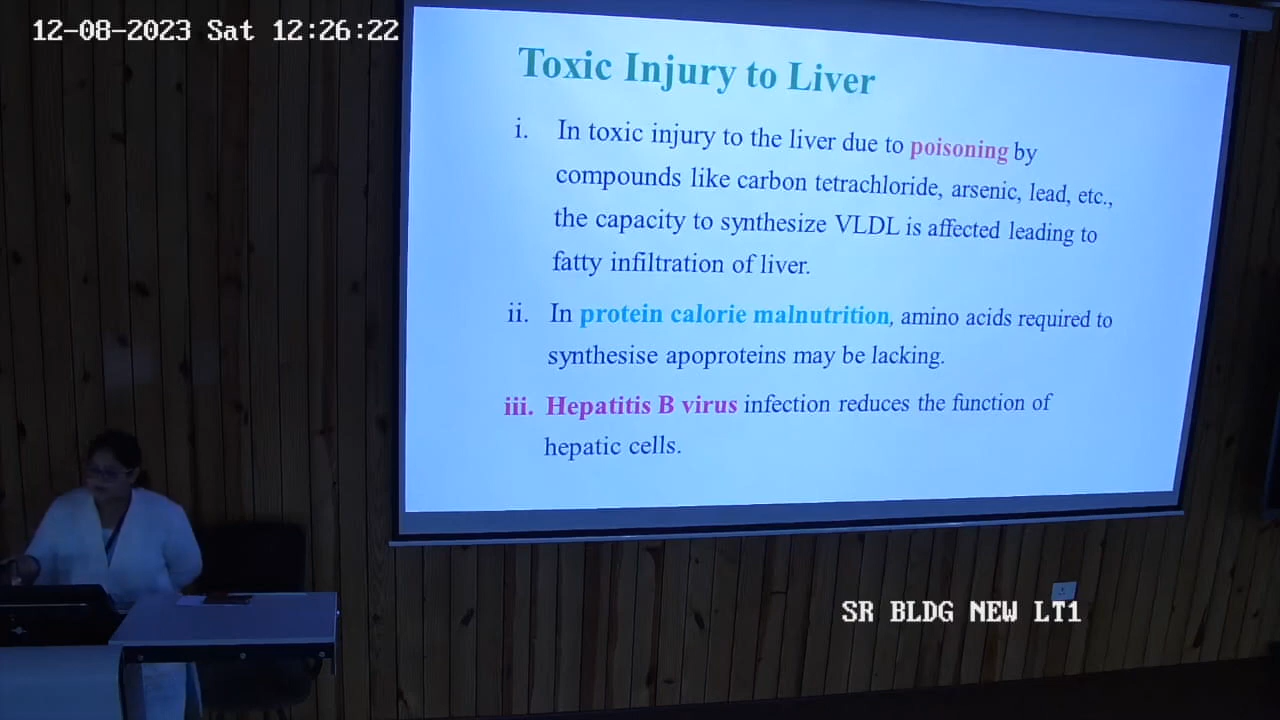 12-08-2023 Sat 12:26:22
Toxic Injury to Liver
i. In toxic injury to the liver due to poisoning by
compounds like carbon tetrachloride, arsenic, lead, etc.,
the capacity to synthesize VLDL is affected leading to
fatty infiltration of liver.
ii. In protein calorie malnutrition, amino acids required to
synthesise apoproteins may be lacking.
iii. Hepatitis B virus infection reduces the function of
hepatic cells.
SR BLDG NEW LT1